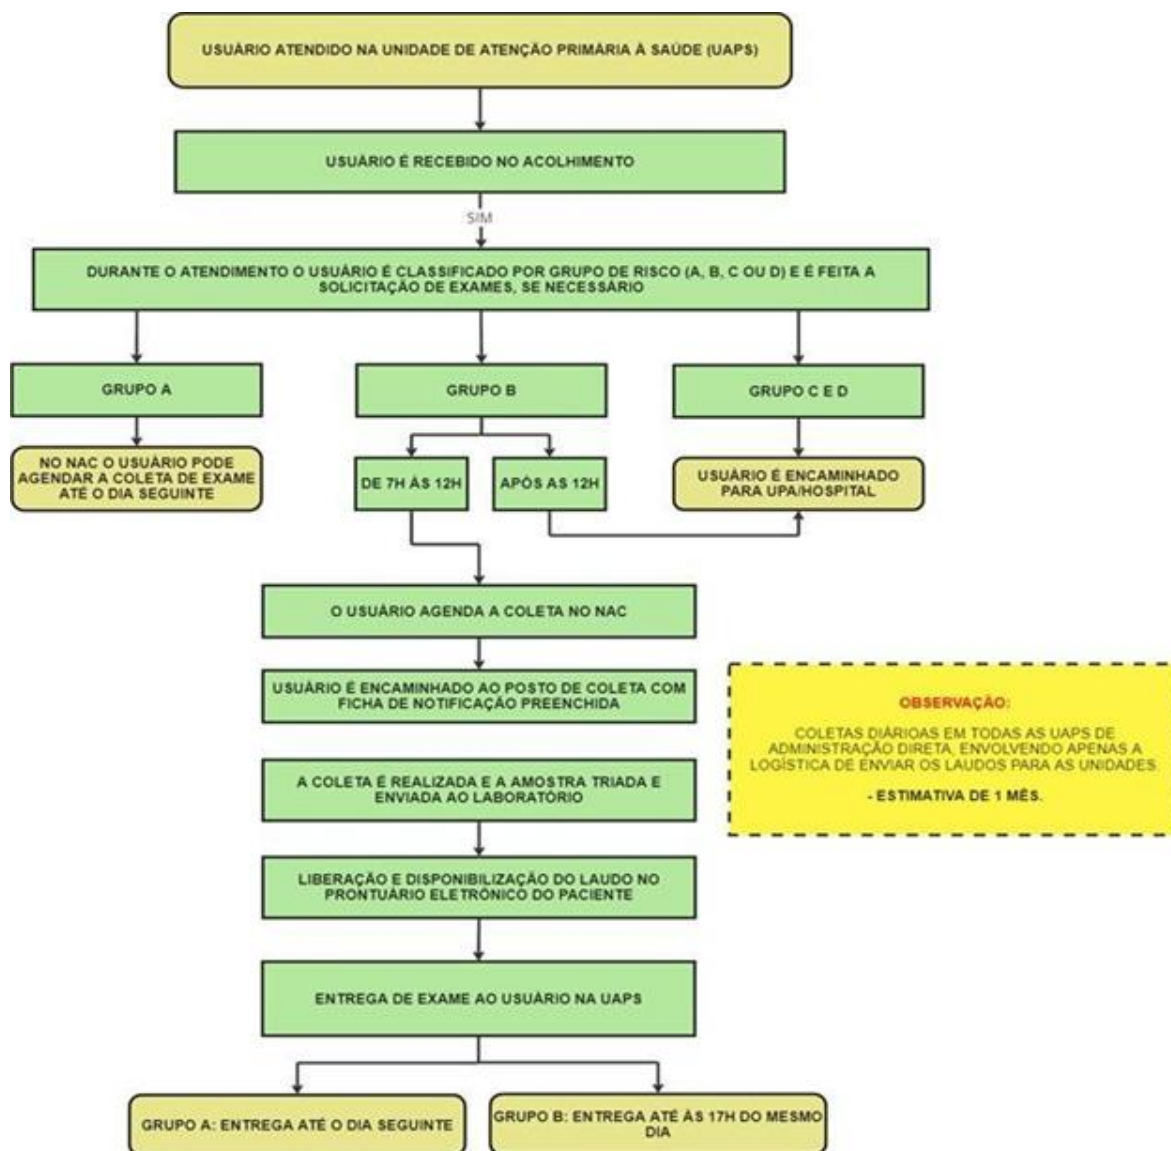 USUÁRIO ATENDIDO NA UNIDADE DE ATENÇÃO PRIMÁRIA À SAÚDE (UAPS)
USUÁRIO É RECEBIDO NO ACOLHIMENTO
SIM
DURANTE O ATENDIMENTO O USUÁRIO É CLASSIFICADO POR GRUPO DE RISCO (A, B, C OU D) E É FEITA A
SOLICITAÇÃO DE EXAMES, SE NECESSÁRIO
GRUPO A
GRUPO B
GRUPO C E D
NO NAC O USUÁRIO PODE
AGENDAR A COLETA DE EXAME
ATÉ O DIA SEGUINTE
DE 7H ÀS 12H
APÓS AS 12H
USUÁRIO É ENCAMINHADO
PARA UPA/HOSPITAL
O USUÁRIO AGENDA A COLETA NO NAC
USUÁRIO É ENCAMINHADO AO POSTO DE COLETA COM
FICHA DE NOTIFICAÇÃO PREENCHIDA
OBSERVAÇÃO:
COLETAS DIÁRIOAS EM TODAS AS UAPS DE
ADMINISTRAÇÃO DIRETA, ENVOLVENDO APENAS A
LOGÍSTICA DE ENVIAR OS LAUDOS PARA AS UNIDADES.
- ESTIMATIVA DE 1 MÊS.
A COLETA É REALIZADA E A AMOSTRA TRIADA E
ENVIADA AO LABORATÓRIO
LIBERAÇÃO E DISPONIBILIZAÇÃO DO LAUDO NO
PRONTUÁRIO ELETRÔNICO DO PACIENTE
ENTREGA DE EXAME AO USUÁRIO NA UAPS
GRUPO A: ENTREGA ATÉ O DIA SEGUINTE
GRUPO B: ENTREGA ATÉ ÀS 17H DO MESMO
DIA